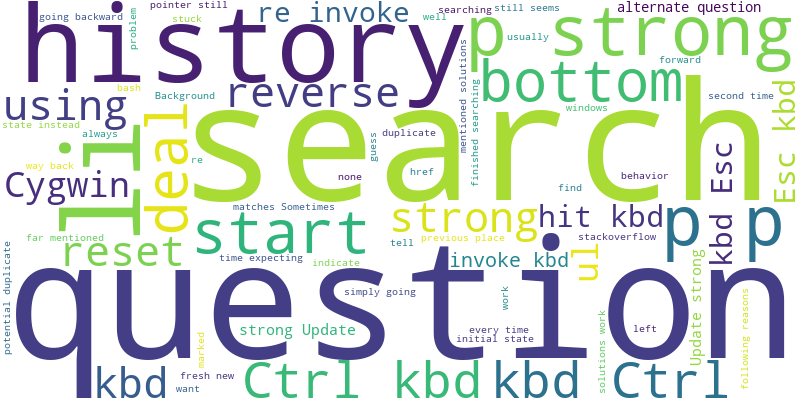 going backward
pointer still
re invoke
searching
still seems
alternate question
problem
stuck
well
history
p strong
usually
forward
mentioned solutions
using
bash
Background
reverse
bottom
second time
state instead
always
li li
deal
search
windows
finished searching
Esc kbd
way back
re
guess
duplicate
none
href
find
behavior
Cygwin
matches Sometimes
strong
hit kbd
p p
kbd Esc
start
far mentioned
reset
tell
previous place
stackoverflow
time expecting
indicate
invoke kbd
ul
potential duplicate
question
simply going
work
Update strong
following reasons
strong Update
every time
initial state
left
marked
solutions work
kbd
fresh new
want
Ctrl kbd
kbd Ctrl